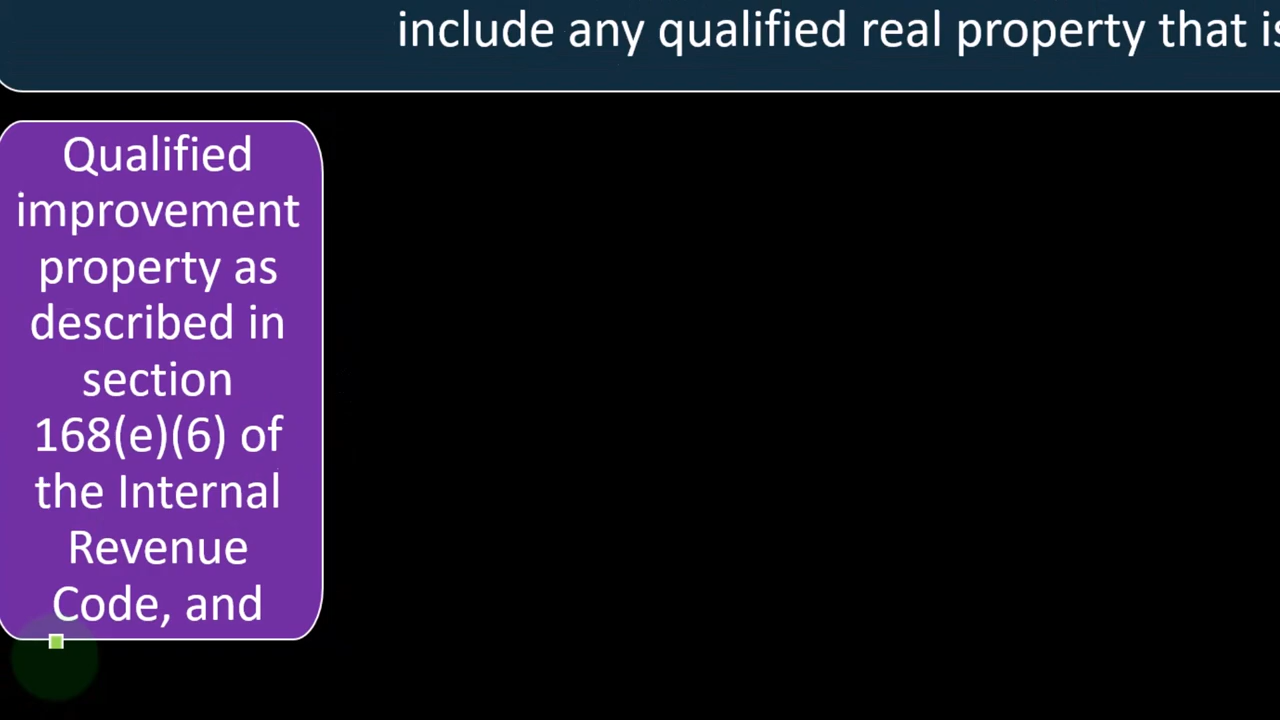 include any qualified real property that is
Qualified
improvement
property as
described in
section
168(e)(6) of
the Internal
Revenue
Code, and